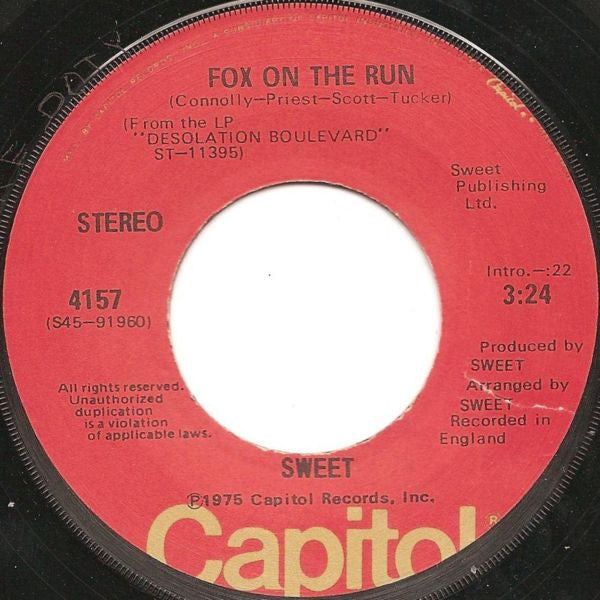 FOX ON THE RUN
(Connolly—Priest—Scott—Tucker)
(From the LP
"DESOLATION BOULEVARD"
ST-11395)
Sweet
Publishing
Ltd.
STEREO
Intro.—:22
3:24
4157
(S45-91960)
Produced by
SWEET
Arranged by
SWEET
Recorded in
England
All rights reserved.
Unauthorized
duplication
is a violation
of applicable laws.
SWEET
Ⓟ1975 Capitol Records, Inc.
Capitol®
Capitol